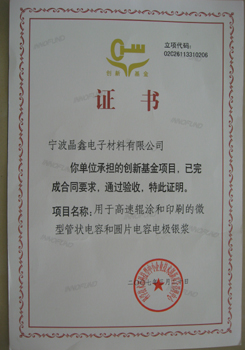 创新 基金
立项代码:
02C26113310206
证书
宁波晶鑫电子材料有限公司
你单位承担的创新基金项目，已完
成合同要求，通过验收，特此证明。
项目名称：用于高速辊涂和印刷的微
型管状电容和圆片电容电极银浆